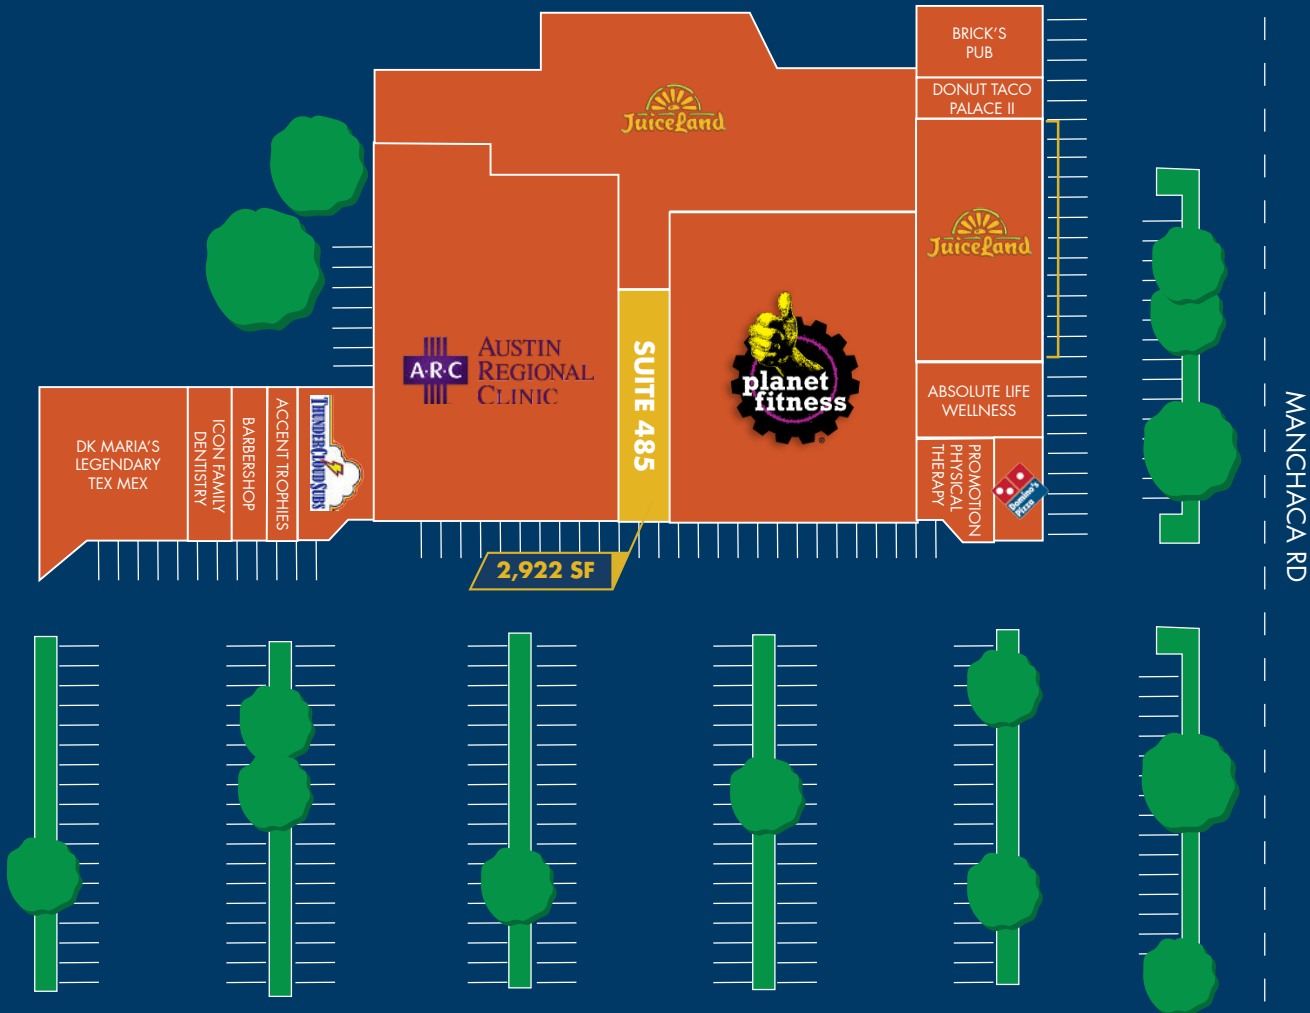 BRICK'S
PUB
DONUT TACO
PALACE II
JuiceLand
JuiceLand
A·R·C
AUSTIN
REGIONAL
CLINIC
SUITE 485
planet
fitness
®
ABSOLUTE LIFE
WELLNESS
PROMOTION
PHYSICAL
THERAPY
Domino's
Pizza
DK MARIA'S
LEGENDARY
TEX MEX
ICON FAMILY
DENTISTRY
BARBERSHOP
ACCENT TROPHIES
THUNDERCLOUD SUBS
2,922 SF
MANCHACA RD